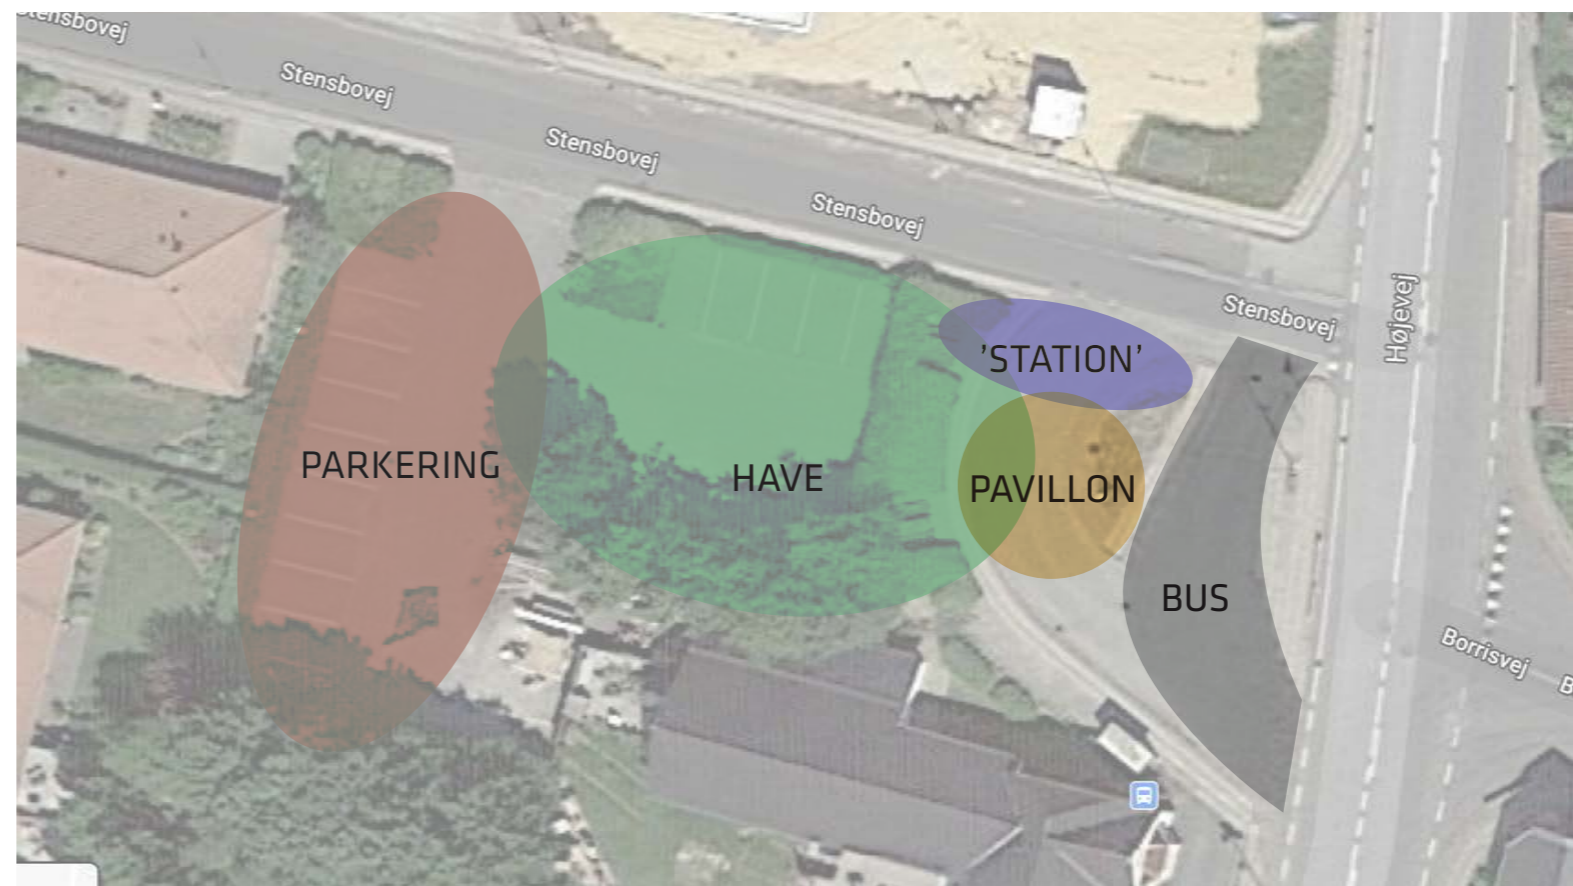 Stensbovej
Stensbovej
Stensbovej
Stensbovej
Stensbovej
Højevej
'STATION'
PARKERING
HAVE
PAVILLON
BUS
Borrisvej